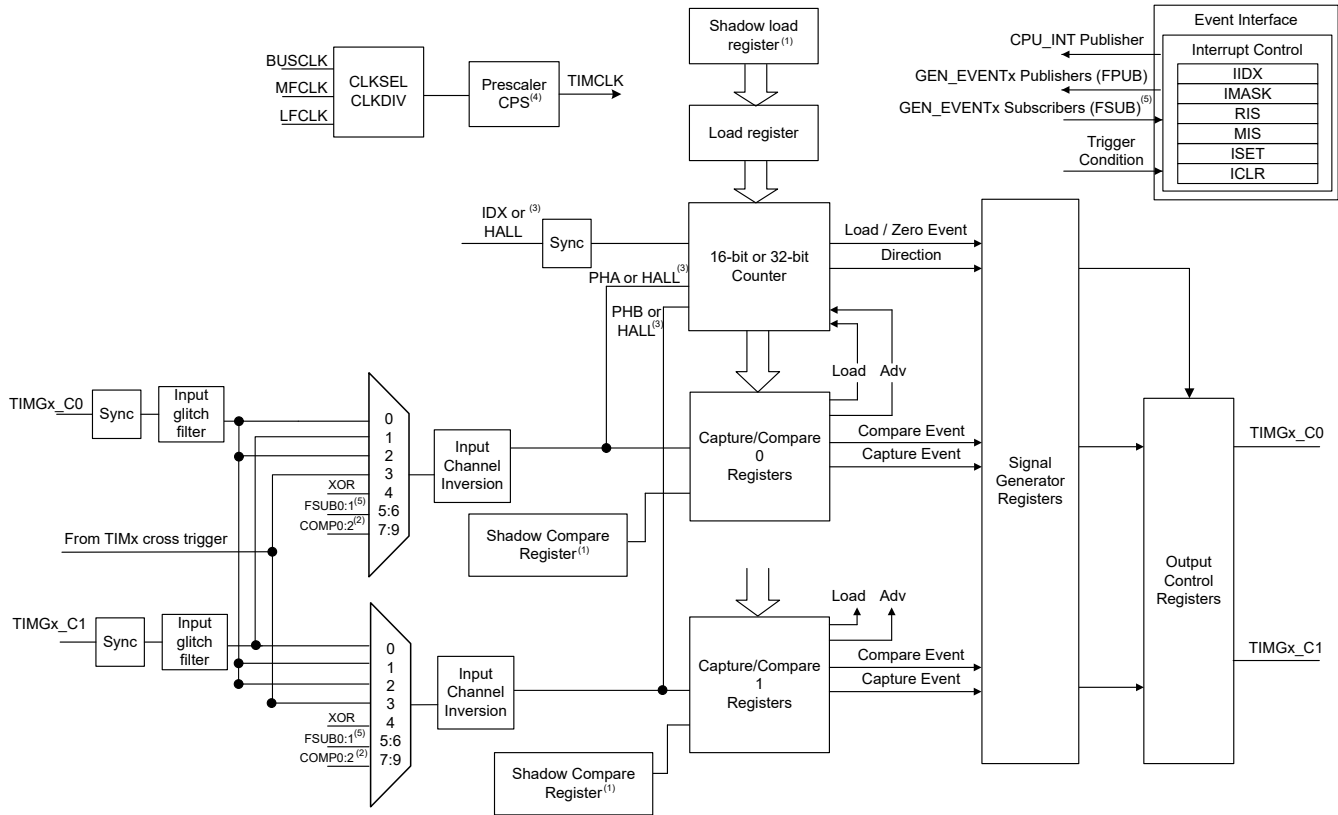 Shadow load
register(1)
Event Interface
CPU_INT Publisher
Interrupt Control
GEN_EVENTx Publishers (FPUB)
GEN_EVENTx Subscribers (FSUB)(5)
Trigger
Condition
IIDX
IMASK
RIS
MIS
ISET
ICLR
BUSCLK
MFCLK
LFCLK
CLKSEL
CLKDIV
Prescaler
CPS(4)
TIMCLK
Load register
IDX or (3)
HALL
Sync
16-bit or 32-bit
Counter
Load / Zero Event
Direction
PHA or HALL(3)
PHB or
HALL(3)
Load
Adv
TIMGx_C0
Sync
Input
glitch
filter
0
1
2
3
4
5:6
7:9
XOR
FSUB0:1(5)
COMP0:2(2)
Input
Channel
Inversion
Capture/Compare
0
Registers
Compare Event
Capture Event
Signal
Generator
Registers
TIMGx_C0
Shadow Compare
Register(1)
From TIMx cross trigger
Output
Control
Registers
TIMGx_C1
Sync
Input
glitch
filter
0
1
2
3
4
5:6
7:9
XOR
FSUB0:1(5)
COMP0:2(2)
Input
Channel
Inversion
Load
Adv
Capture/Compare
1
Registers
Compare Event
Capture Event
TIMGx_C1
Shadow Compare
Register(1)